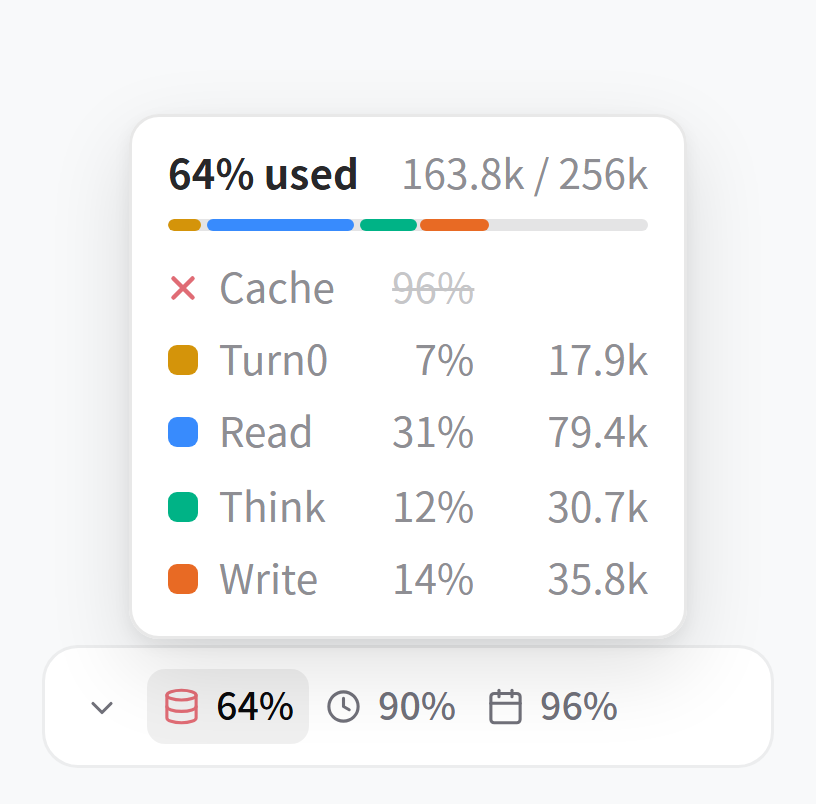 64% used 163.8k / 256k
Cache 96%
Turn0 7% 17.9k
Read 31% 79.4k
Think 12% 30.7k
Write 14% 35.8k
64% 90% 96%